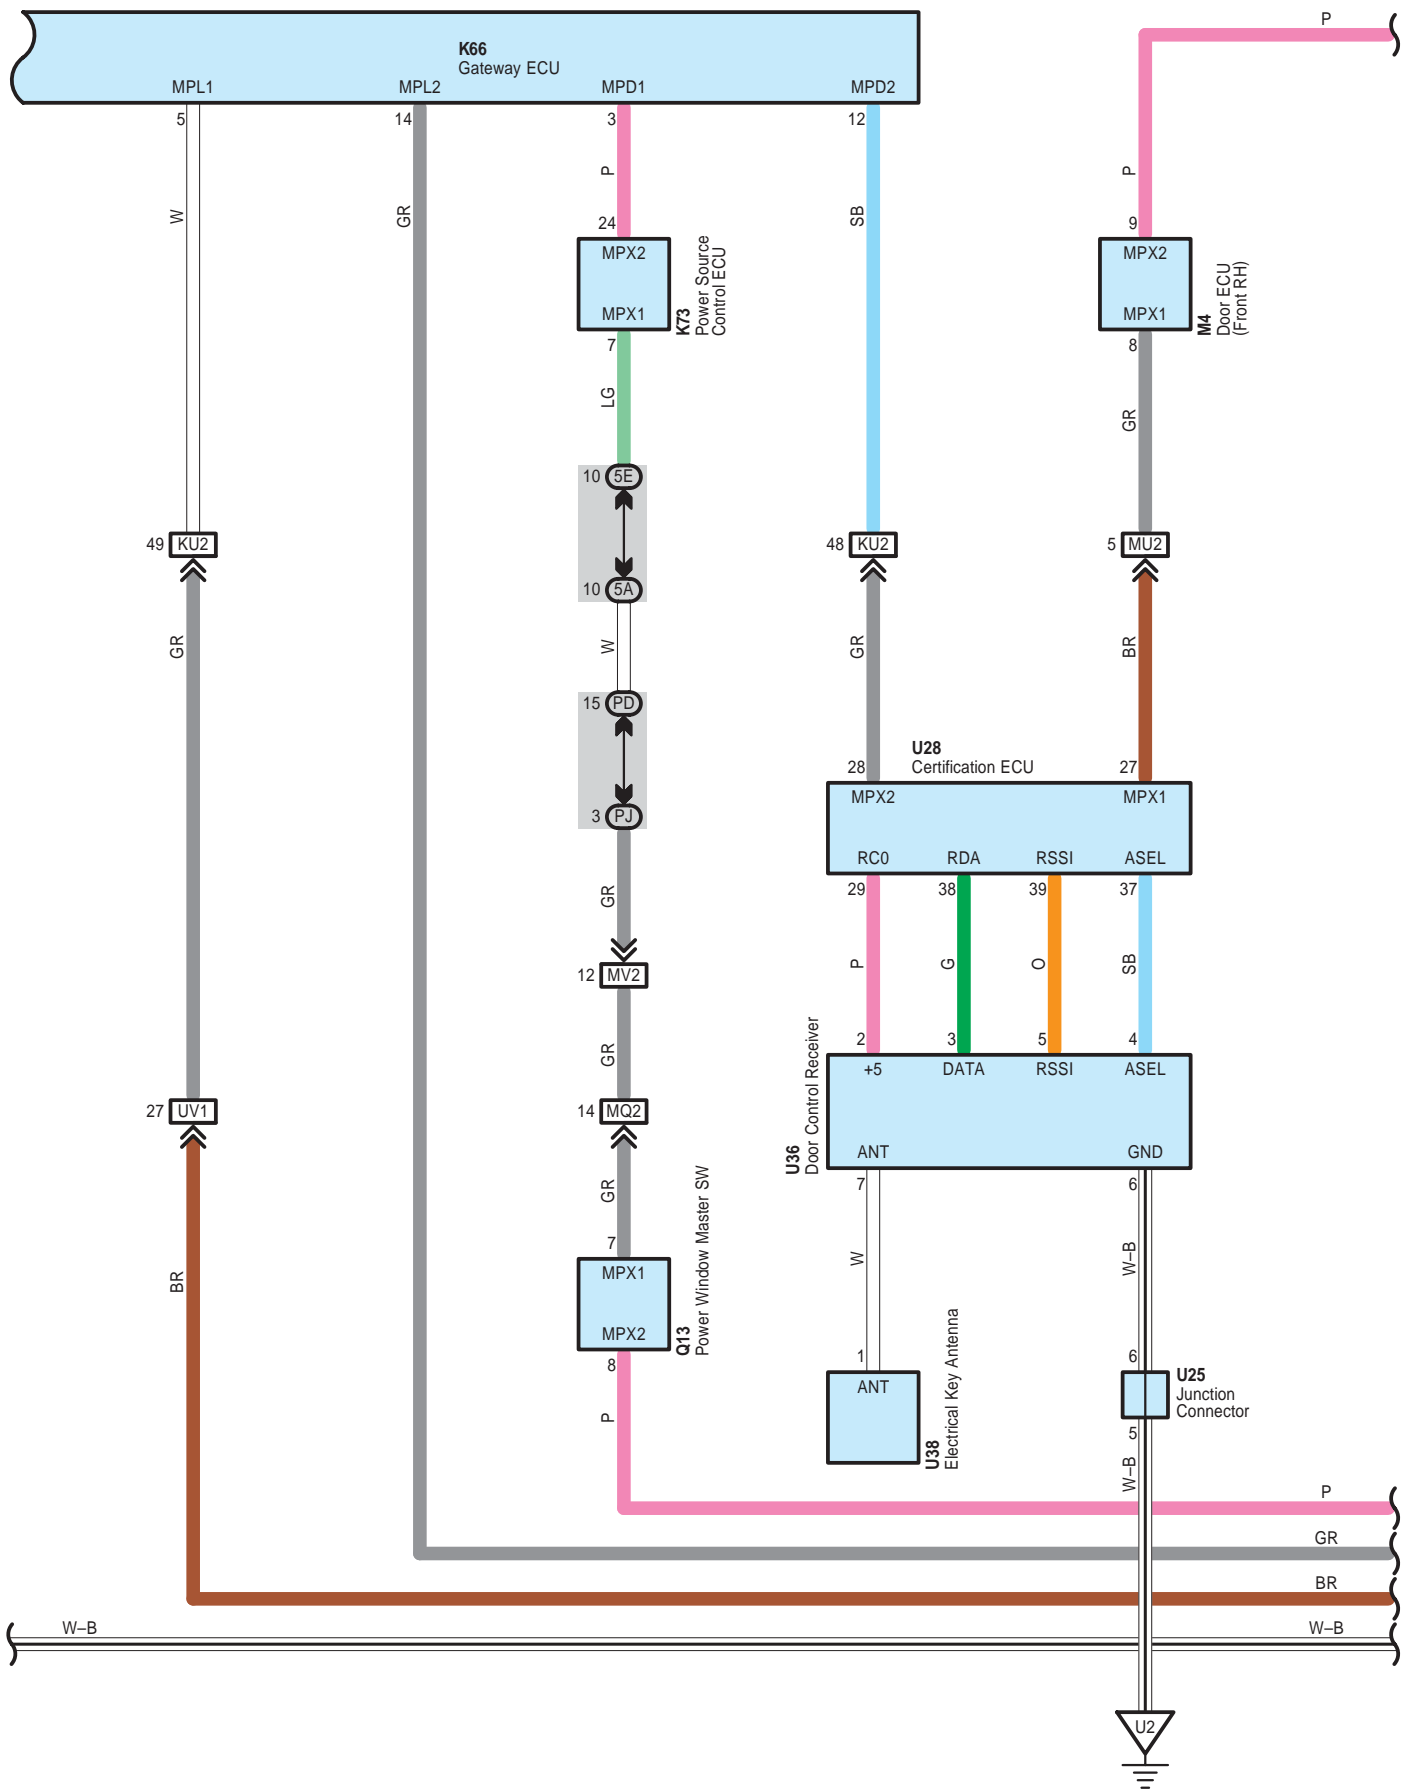 P
K66
Gateway ECU
MPL1 MPL2 MPD1 MPD2
5 14 3 12
W GR P SB P
24 9
MPX2 MPX2
MPX1 MPX1
K73
Power Source
Control ECU
M4
Door ECU
(Front RH)
7 8
LG GR
10 5E
49 KU2 48 KU2 5 MU2
10 5A
GR W GR BR
15 PD
U28
Certification ECU
28 27
MPX2 MPX1
3 PJ
RC0 RDA RSSI ASEL
29 38 39 37
GR
P G O SB
12 MV2
2 3 5 4
GR
+5 DATA RSSI ASEL
27 UV1 14 MQ2
U36
Door Control Receiver
ANT GND
7 6
GR
7
W W–B
MPX1
BR
MPX2
Q13
Power Window Master SW
8
1 6
ANT
U38
Electrical Key Antenna
U25
Junction
Connector
P
5
W–B
P
GR
BR
W–B W–B
U2